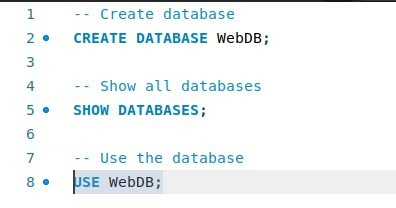 1 -- Create database
2 CREATE DATABASE WebDB;
3
4 -- Show all databases
5 SHOW DATABASES;
6
7 -- Use the database
8 USE WebDB;